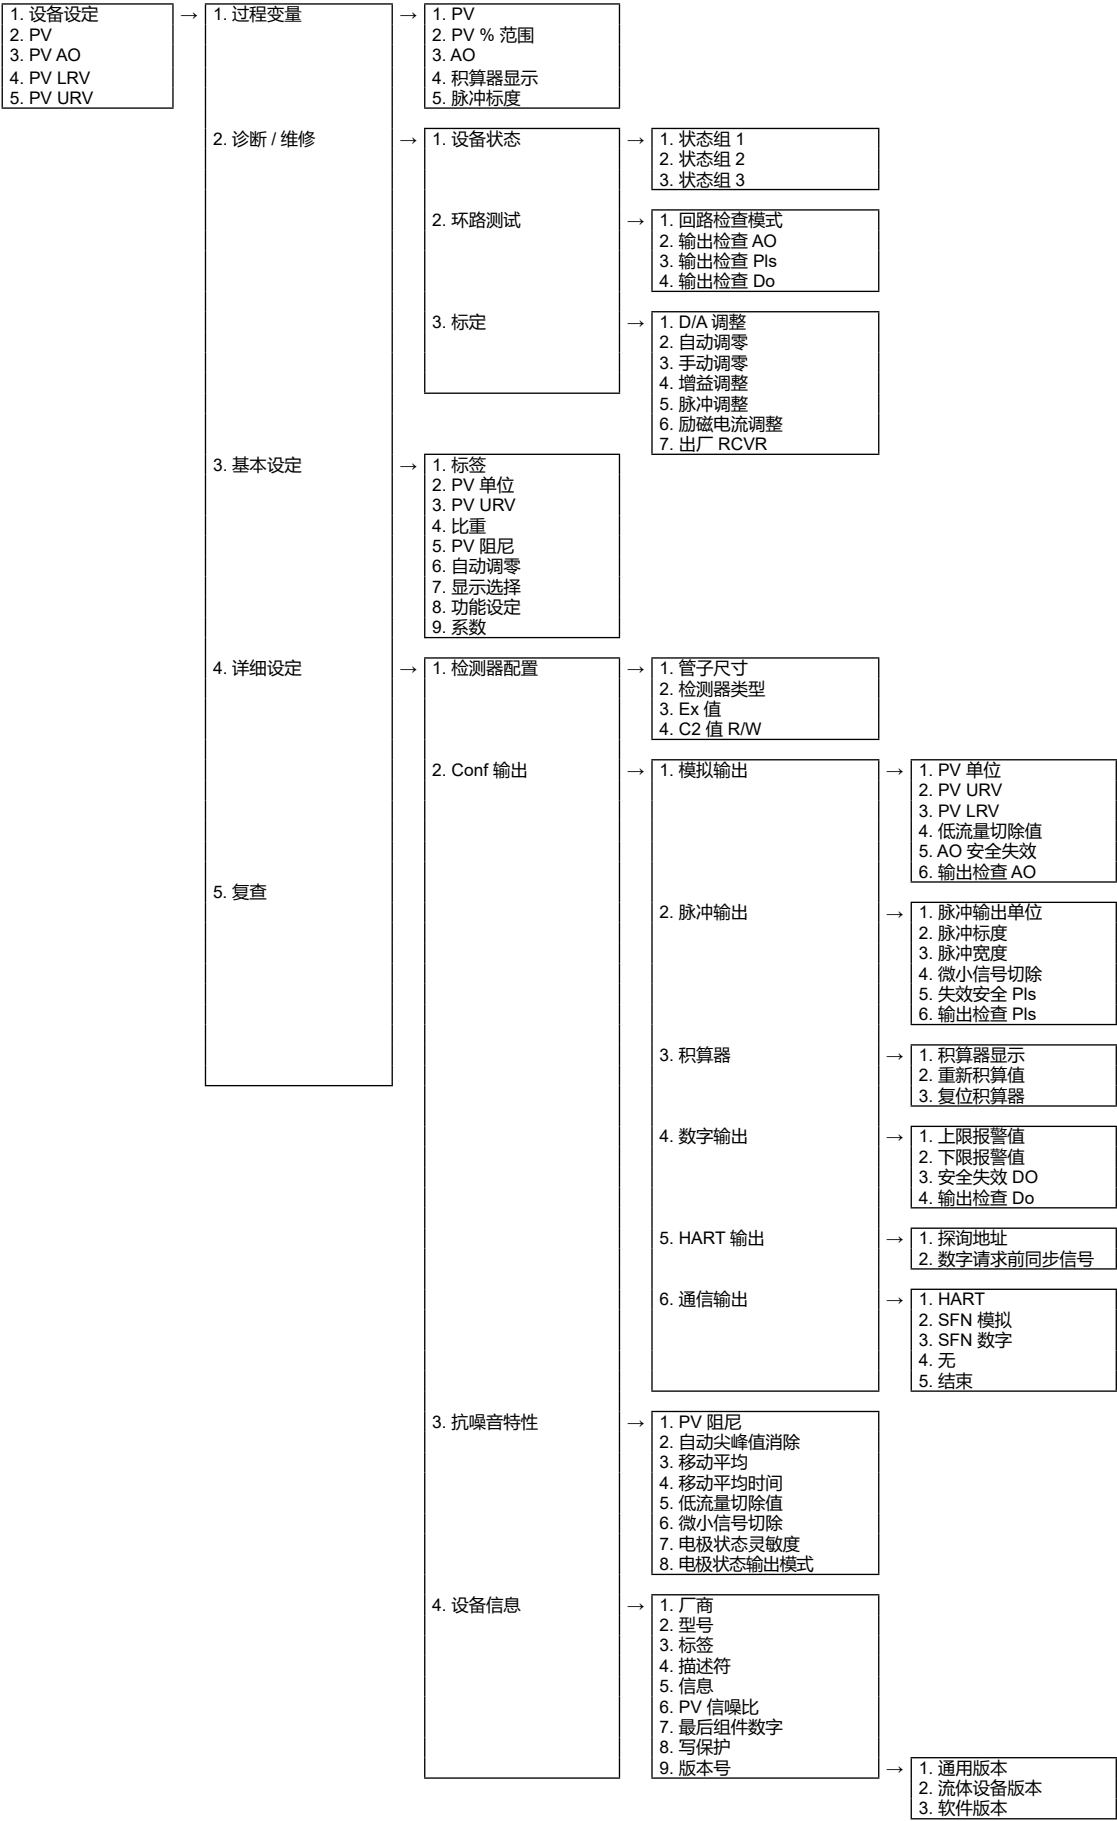 1. 设备设定
2. PV
3. PV AO
4. PV LRV
5. PV URV
→
1. 过程变量
→
1. PV
2. PV % 范围
3. AO
4. 积算器显示
5. 脉冲标度
2. 诊断 / 维修
→
1. 设备状态
→
1. 状态组 1
2. 状态组 2
3. 状态组 3
2. 环路测试
→
1. 回路检查模式
2. 输出检查 AO
3. 输出检查 Pls
4. 输出检查 Do
3. 标定
→
1. D/A 调整
2. 自动调零
3. 手动调零
4. 增益调整
5. 脉冲调整
6. 励磁电流调整
7. 出厂 RCVR
3. 基本设定
→
1. 标签
2. PV 单位
3. PV URV
4. 比重
5. PV 阻尼
6. 自动调零
7. 显示选择
8. 功能设定
9. 系数
4. 详细设定
→
1. 检测器配置
→
1. 管子尺寸
2. 检测器类型
3. Ex 值
4. C2 值 R/W
2. Conf 输出
→
1. 模拟输出
→
1. PV 单位
2. PV URV
3. PV LRV
4. 低流量切除值
5. AO 安全失效
6. 输出检查 AO
5. 复查
2. 脉冲输出
→
1. 脉冲输出单位
2. 脉冲标度
3. 脉冲宽度
4. 微小信号切除
5. 失效安全 Pls
6. 输出检查 Pls
3. 积算器
→
1. 积算器显示
2. 重新积算值
3. 复位积算器
4. 数字输出
→
1. 上限报警值
2. 下限报警值
3. 安全失效 DO
4. 输出检查 Do
5. HART 输出
→
1. 探询地址
2. 数字请求前同步信号
6. 通信输出
→
1. HART
2. SFN 模拟
3. SFN 数字
4. 无
5. 结束
3. 抗噪音特性
→
1. PV 阻尼
2. 自动尖峰值消除
3. 移动平均
4. 移动平均时间
5. 低流量切除值
6. 微小信号切除
7. 电极状态灵敏度
8. 电极状态输出模式
4. 设备信息
→
1. 厂商
2. 型号
3. 标签
4. 描述符
5. 信息
6. PV 信噪比
7. 最后组件数字
8. 写保护
9. 版本号
→
1. 通用版本
2. 流体设备版本
3. 软件版本